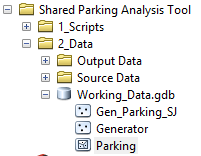 Shared Parking Analysis Tool
1_Scripts
2_Data
Output Data
Source Data
Working_Data.gdb
Gen_Parking_SJ
Generator
Parking